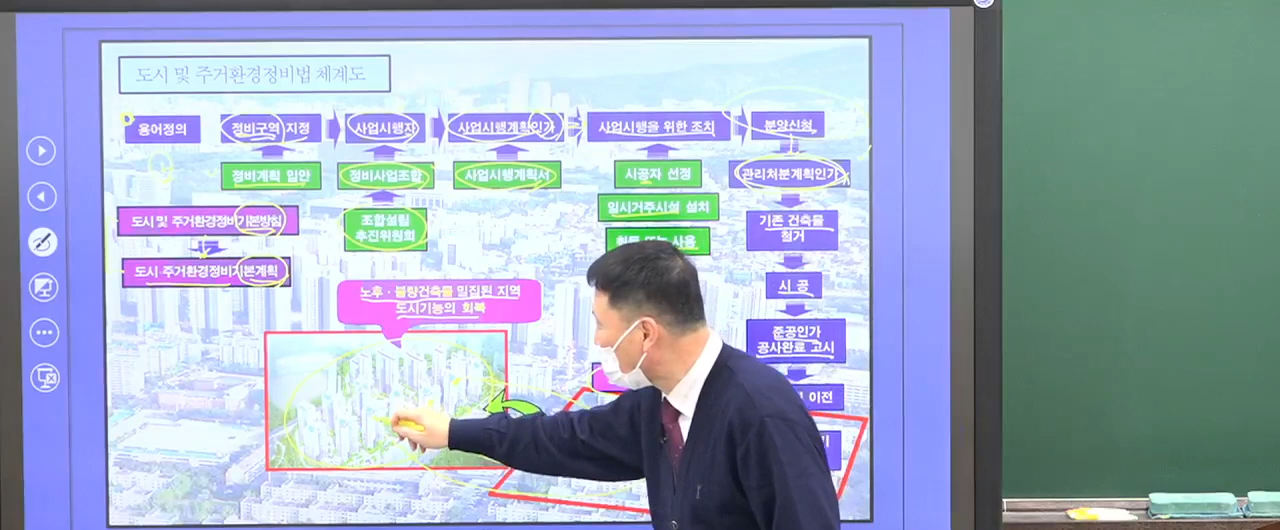 도시 및 주거환경정비법 체계도
용어정의
정비구역 지정
사업시행자
사업시행계획인가
사업시행을 위한 조치
분양신청
정비계획 입안
정비사업조합
사업시행계획서
시공자 선정
관리처분계획인가
도시 및 주거환경정비기본방침
조합설립
추진위원회
임시거주시설 설치
기존 건축물
철거
사용
도시·주거환경정비기본계획
시 공
노후·불량건축물 밀집된 지역
도시기능의 회복
준공인가
공사완료 고시
이전